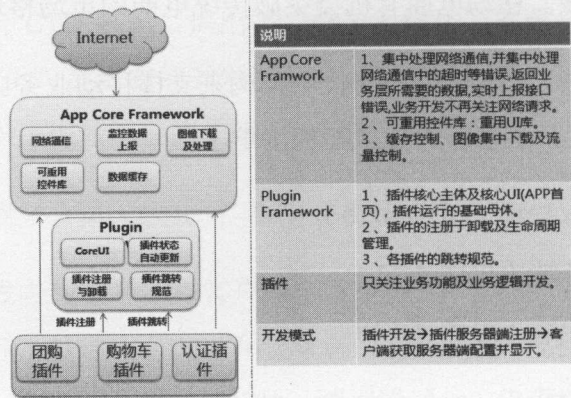 Internet
App Core Framework
网络通信
监控数据
上报
图像下载
及处理
可重用
控件库
数据缓存
Plugin
CoreUI
插件状态
自动更新
插件注册
与卸载
插件跳转
规范
插件注册
插件跳转
团购
插件
购物车
插件
认证插
件
说明
App Core
Framwork
1、集中处理网络通信,并集中处理
网络通信中的超时等错误,返回业
务层所需要的数据,实时上报接口
错误,业务开发不再关注网络请求。
2 、可重用控件库：重用UI库。
3 、缓存控制、图像集中下载及流
量控制。
Plugin
Framework
1 、插件核心主体及核心UI(APP首
页)，插件运行的基础母体。
2、插件的注册于卸载及生命周期
管理。
3 、各插件的跳转规范。
插件
只关注业务功能及业务逻辑开发。
开发模式
插件开发→插件服务器端注册→客
户端获取服务器端配置并显示。